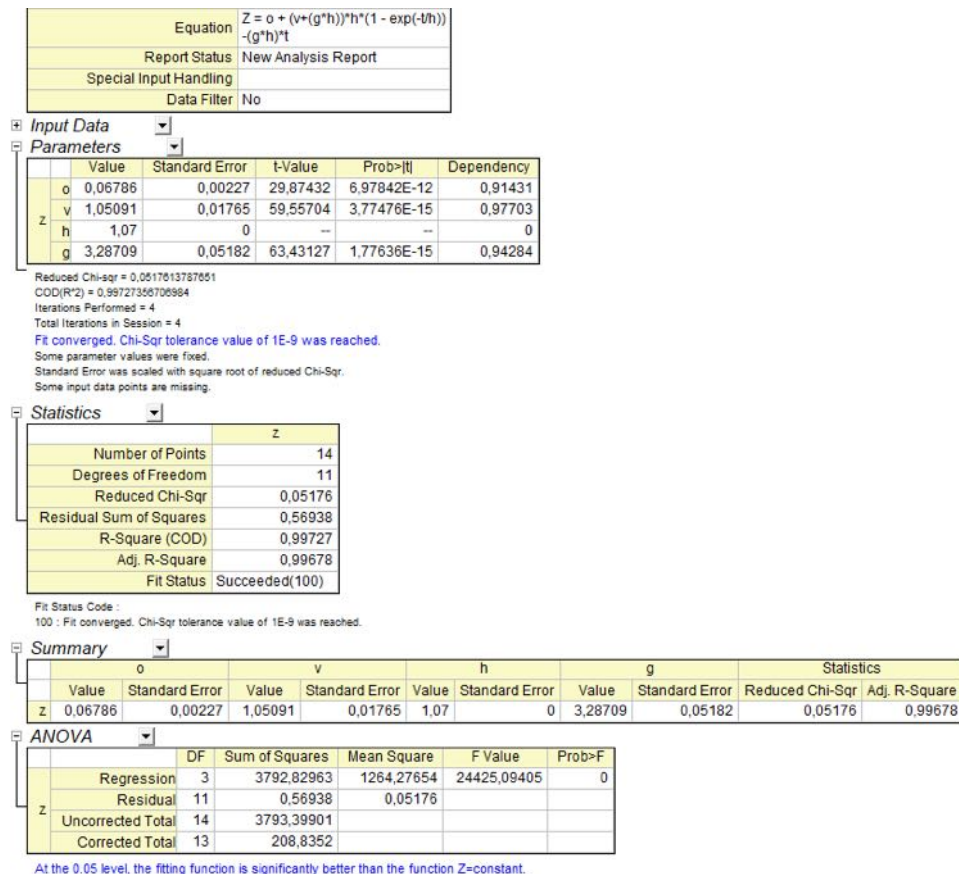 Equation Z = o + (v+(g*h))*h*(1 - exp(-t/h))
-(g*h)*t
Report Status New Analysis Report
Special Input Handling
Data Filter No
Input Data
Parameters
Value Standard Error t-Value Prob>|t| Dependency
z
o 0,06786 0,00227 29,87432 6,97842E-12 0,91431
v 1,05091 0,01765 59,55704 3,77476E-15 0,97703
h 1,07 0 -- -- 0
g 3,28709 0,05182 63,43127 1,77636E-15 0,94284
Reduced Chi-sqr = 0,0517613787651
COD(R^2) = 0,99727356706984
Iterations Performed = 4
Total Iterations in Session = 4
Fit converged. Chi-Sqr tolerance value of 1E-9 was reached.
Some parameter values were fixed.
Standard Error was scaled with square root of reduced Chi-Sqr.
Some input data points are missing.
Statistics
z
Number of Points 14
Degrees of Freedom 11
Reduced Chi-Sqr 0,05176
Residual Sum of Squares 0,56938
R-Square (COD) 0,99727
Adj. R-Square 0,99678
Fit Status Succeeded(100)
Fit Status Code :
100 : Fit converged. Chi-Sqr tolerance value of 1E-9 was reached.
Summary
o v h g Statistics
Value Standard Error Value Standard Error Value Standard Error Value Standard Error Reduced Chi-Sqr Adj. R-Square
z 0,06786 0,00227 1,05091 0,01765 1,07 0 3,28709 0,05182 0,05176 0,99678
ANOVA
DF Sum of Squares Mean Square F Value Prob>F
z
Regression 3 3792,82963 1264,27654 24425,09405 0
Residual 11 0,56938 0,05176
Uncorrected Total 14 3793,39901
Corrected Total 13 208,8352
At the 0.05 level, the fitting function is significantly better than the function Z=constant.